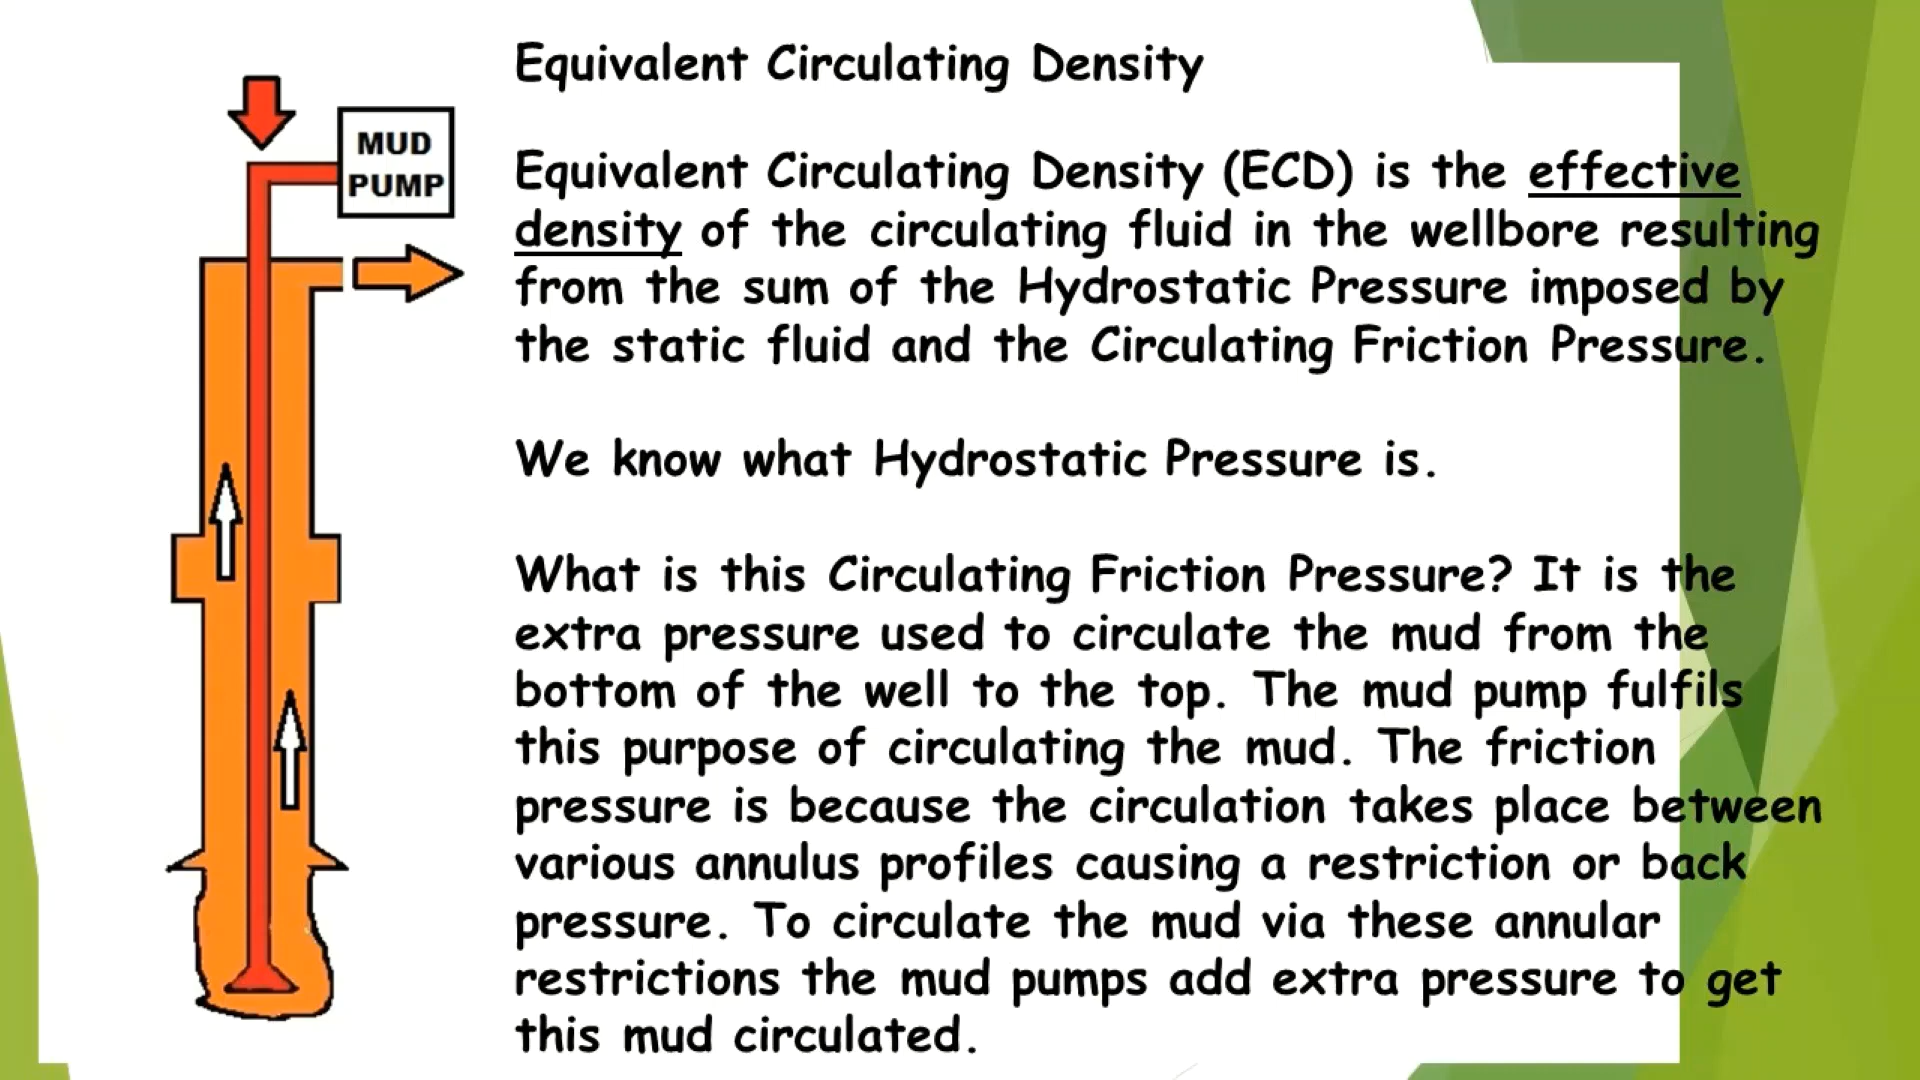 Equivalent Circulating Density
MUD
PUMP
Equivalent Circulating Density (ECD) is the effective
density of the circulating fluid in the wellbore resulting
from the sum of the Hydrostatic Pressure imposed by
the static fluid and the Circulating Friction Pressure.
We know what Hydrostatic Pressure is.
What is this Circulating Friction Pressure? It is the
extra pressure used to circulate the mud from the
bottom of the well to the top. The mud pump fulfils
this purpose of circulating the mud. The friction
pressure is because the circulation takes place between
various annulus profiles causing a restriction or back
pressure. To circulate the mud via these annular
restrictions the mud pumps add extra pressure to get
this mud circulated.